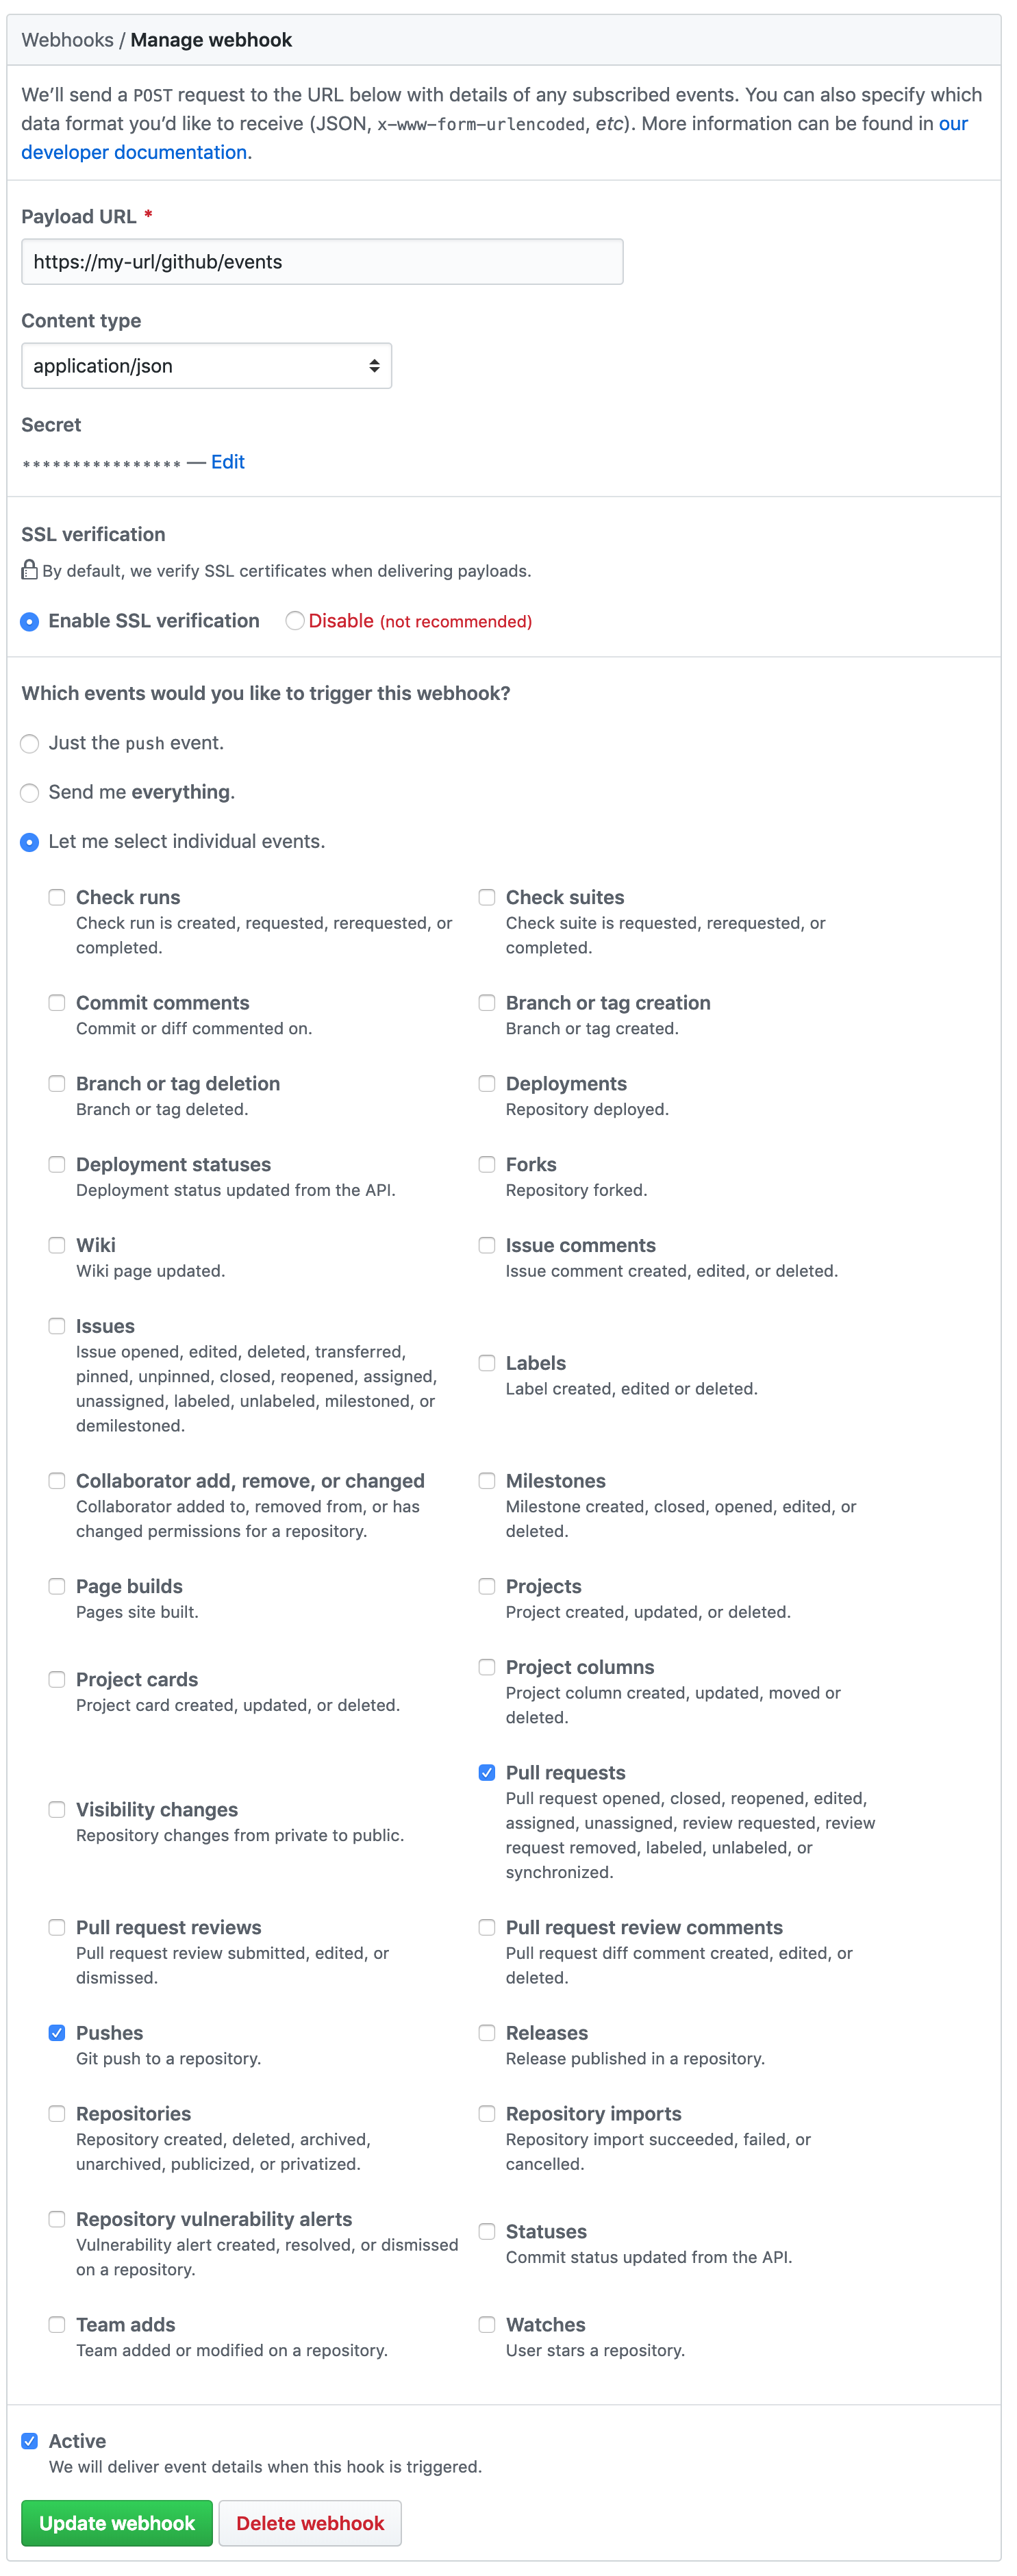 Webhooks / Manage webhook
We’ll send a POST request to the URL below with details of any subscribed events. You can also specify which
data format you’d like to receive (JSON, x-www-form-urlencoded, etc). More information can be found in our
developer documentation.
Payload URL *
https://my-url/github/events
Content type
application/json
Secret
**************** — Edit
SSL verification
By default, we verify SSL certificates when delivering payloads.
Enable SSL verification Disable (not recommended)
Which events would you like to trigger this webhook?
Just the push event.
Send me everything.
Let me select individual events.
Check runs
Check run is created, requested, rerequested, or
completed.
Check suites
Check suite is requested, rerequested, or
completed.
Commit comments
Commit or diff commented on.
Branch or tag creation
Branch or tag created.
Branch or tag deletion
Branch or tag deleted.
Deployments
Repository deployed.
Deployment statuses
Deployment status updated from the API.
Forks
Repository forked.
Wiki
Wiki page updated.
Issue comments
Issue comment created, edited, or deleted.
Issues
Issue opened, edited, deleted, transferred,
pinned, unpinned, closed, reopened, assigned,
unassigned, labeled, unlabeled, milestoned, or
demilestoned.
Labels
Label created, edited or deleted.
Collaborator add, remove, or changed
Collaborator added to, removed from, or has
changed permissions for a repository.
Milestones
Milestone created, closed, opened, edited, or
deleted.
Page builds
Pages site built.
Projects
Project created, updated, or deleted.
Project cards
Project card created, updated, or deleted.
Project columns
Project column created, updated, moved or
deleted.
Visibility changes
Repository changes from private to public.
Pull requests
Pull request opened, closed, reopened, edited,
assigned, unassigned, review requested, review
request removed, labeled, unlabeled, or
synchronized.
Pull request reviews
Pull request review submitted, edited, or
dismissed.
Pull request review comments
Pull request diff comment created, edited, or
deleted.
Pushes
Git push to a repository.
Releases
Release published in a repository.
Repositories
Repository created, deleted, archived,
unarchived, publicized, or privatized.
Repository imports
Repository import succeeded, failed, or
cancelled.
Repository vulnerability alerts
Vulnerability alert created, resolved, or dismissed
on a repository.
Statuses
Commit status updated from the API.
Team adds
Team added or modified on a repository.
Watches
User stars a repository.
Active
We will deliver event details when this hook is triggered.
Update webhook Delete webhook